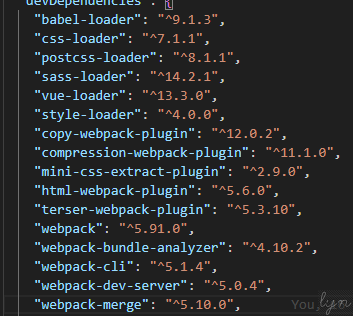 devDependencies": {
"babel-loader": "^9.1.3",
"css-loader": "^7.1.1",
"postcss-loader": "^8.1.1",
"sass-loader": "^14.2.1",
"vue-loader": "^13.3.0",
"style-loader": "^4.0.0",
"copy-webpack-plugin": "^12.0.2",
"compression-webpack-plugin": "^11.1.0",
"mini-css-extract-plugin": "^2.9.0",
"html-webpack-plugin": "^5.6.0",
"terser-webpack-plugin": "^5.3.10",
"webpack": "^5.91.0",
"webpack-bundle-analyzer": "^4.10.2",
"webpack-cli": "^5.1.4",
"webpack-dev-server": "^5.0.4",
"webpack-merge": "^5.10.0", You,